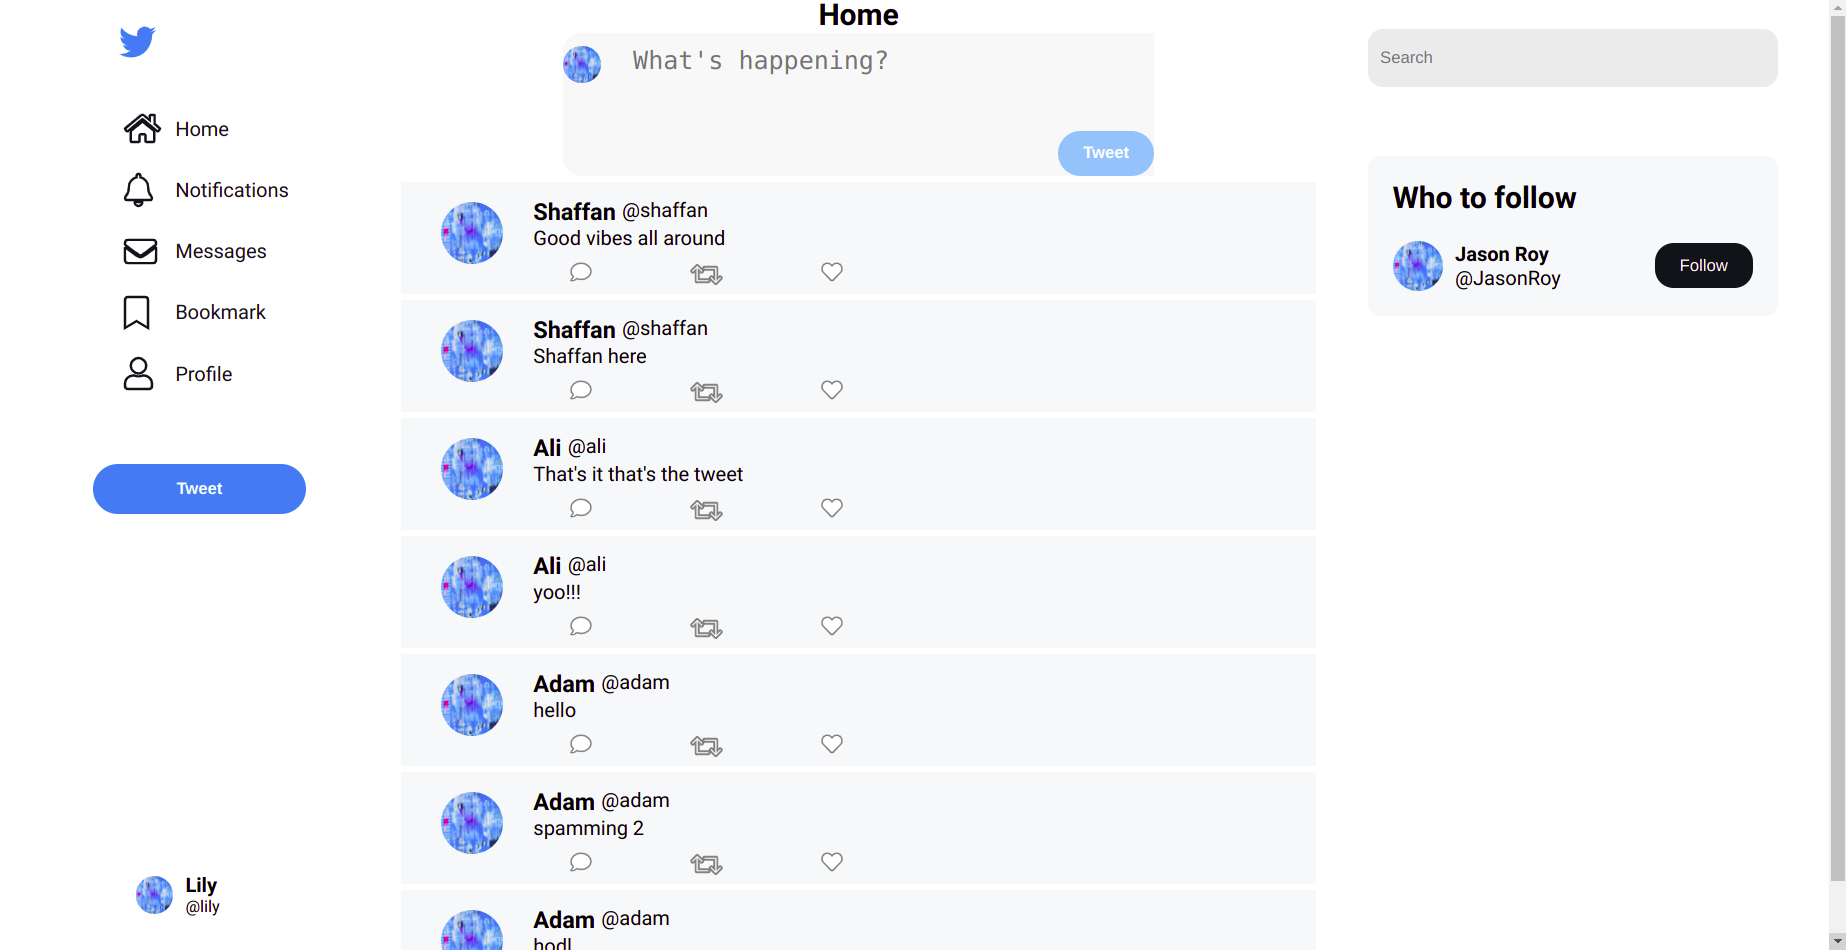 Home
Notifications
Messages
Bookmark
Profile
Tweet
Lily
@lily
Home
What's happening?
Tweet
Shaffan @shaffan
Good vibes all around
Shaffan @shaffan
Shaffan here
Ali @ali
That's it that's the tweet
Ali @ali
yoo!!!
Adam @adam
hello
Adam @adam
spamming 2
Adam @adam
hodl
Search
Who to follow
Jason Roy
@JasonRoy
Follow